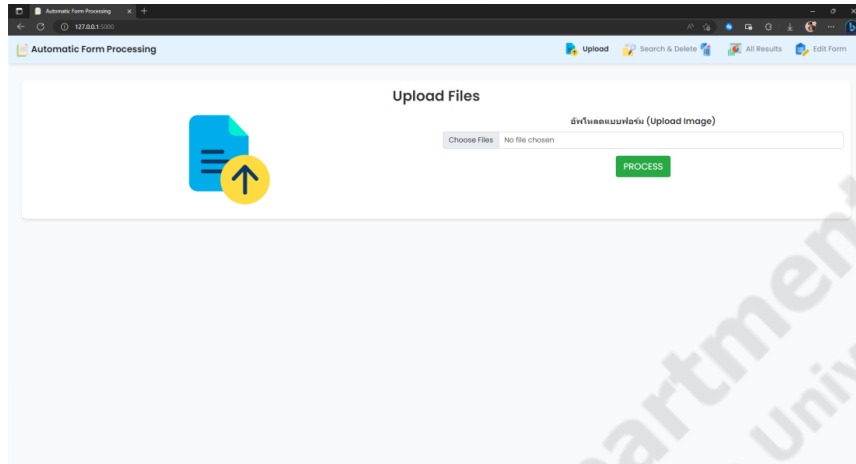 Automatic Form Processing
127.0.0.1:5000
Automatic Form Processing
Upload
Search & Delete
All Results
Edit Form
Upload Files
อัพโหลดแบบฟอร์ม (Upload Image)
Choose Files No file chosen
PROCESS